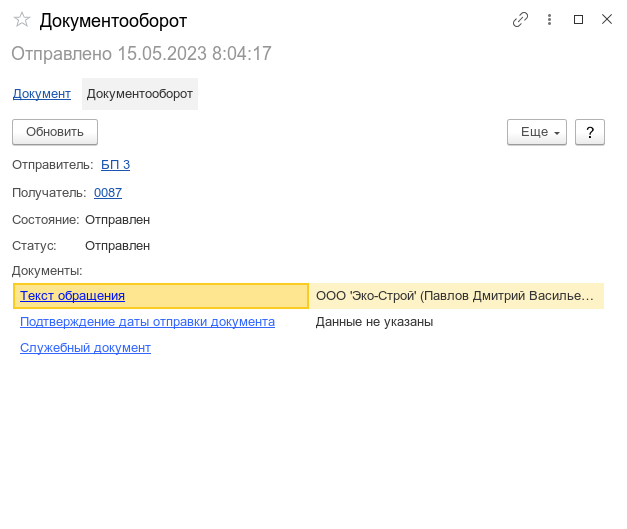 Документооборот
Отправлено 15.05.2023 8:04:17
Документ Документооборот
Обновить Еще ?
Отправитель: БП 3
Получатель: 0087
Состояние: Отправлен
Статус: Отправлен
Документы:
Текст обращения ООО 'Эко-Строй' (Павлов Дмитрий Василье...
Подтверждение даты отправки документа Данные не указаны
Служебный документ